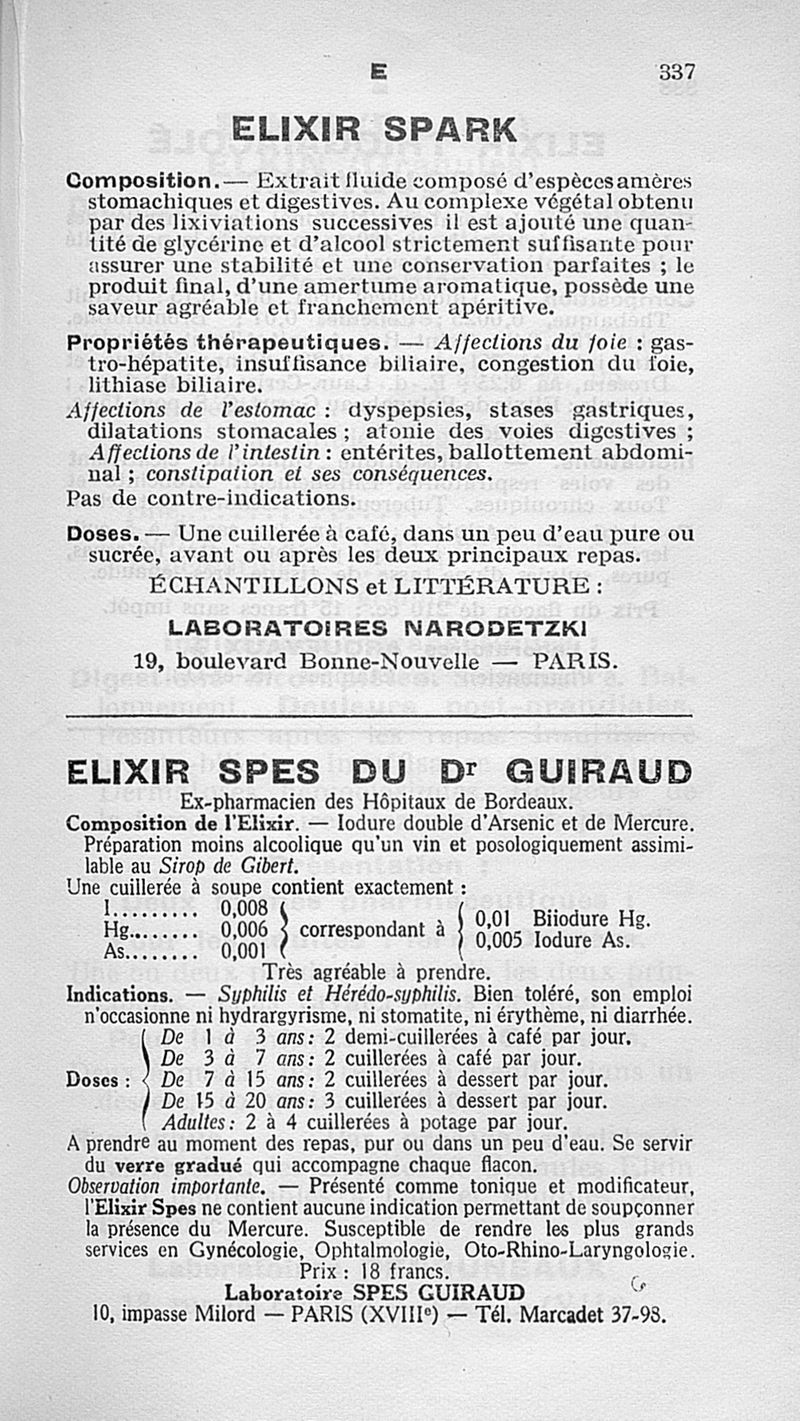 E 337
ELIXIR SPARK
Composition. — Extrait fluide composé d'espèces amères
stomachiques et digestives. Au complexe végétal obtenu
par des lixiviations successives il est ajouté une quan-
tité de glycérine et d'alcool strictement suffisante pour
assurer une stabilité et une conservation parfaites ; le
produit final, d'une amertume aromatique, possède une
saveur agréable et franchement apéritive.
Propriétés thérapeutiques. — Affections du foie : gas-
tro-hépatite, insuffisance biliaire, congestion du foie,
lithiase biliaire.
Affections de l'estomac : dyspepsies, stases gastriques,
dilatations stomacales ; atonie des voies digestives ;
Affections de l'intestin : entérites, ballottement abdomi-
nal ; constipation et ses conséquences.
Pas de contre-indications.
Doses. — Une cuillerée à café, dans un peu d'eau pure ou
sucrée, avant ou après les deux principaux repas.
ÉCHANTILLONS et LITTÉRATURE :
LABORATOIRES NARODETZKI
19, boulevard Bonne-Nouvelle — PARIS.
ELIXIR SPES DU Dr GUIRAUD
Ex-pharmacien des Hôpitaux de Bordeaux.
Composition de l'Elixir. — Iodure double d'Arsenic et de Mercure.
Préparation moins alcoolique qu'un vin et posologiquement assimi-
lable au Sirop de Gibert.
Une cuillerée à soupe contient exactement :
I.......... 0,008
Hg........ 0,006 correspondant à 0,01 Biiodure Hg.
As........ 0,001 0,005 Iodure As.
Très agréable à prendre.
Indications. — Syphilis et Hérédo-syphilis. Bien toléré, son emploi
n'occasionne ni hydrargyrisme, ni stomatite, ni érythème, ni diarrhée.
De 1 à 3 ans : 2 demi-cuillerées à café par jour.
De 3 à 7 ans : 2 cuillerées à café par jour.
Doses : De 7 à 15 ans : 2 cuillerées à dessert par jour.
De 15 à 20 ans : 3 cuillerées à dessert par jour.
Adultes : 2 à 4 cuillerées à potage par jour.
A prendre au moment des repas, pur ou dans un peu d'eau. Se servir
du verre gradué qui accompagne chaque flacon.
Observation importante. — Présenté comme tonique et modificateur,
l'Elixir Spes ne contient aucune indication permettant de soupçonner
la présence du Mercure. Susceptible de rendre les plus grands
services en Gynécologie, Ophtalmologie, Oto-Rhino-Laryngologie.
Prix : 18 francs.
Laboratoire SPES GUIRAUD
10, impasse Milord — PARIS (XVIIIe) — Tél. Marcadet 37-98.